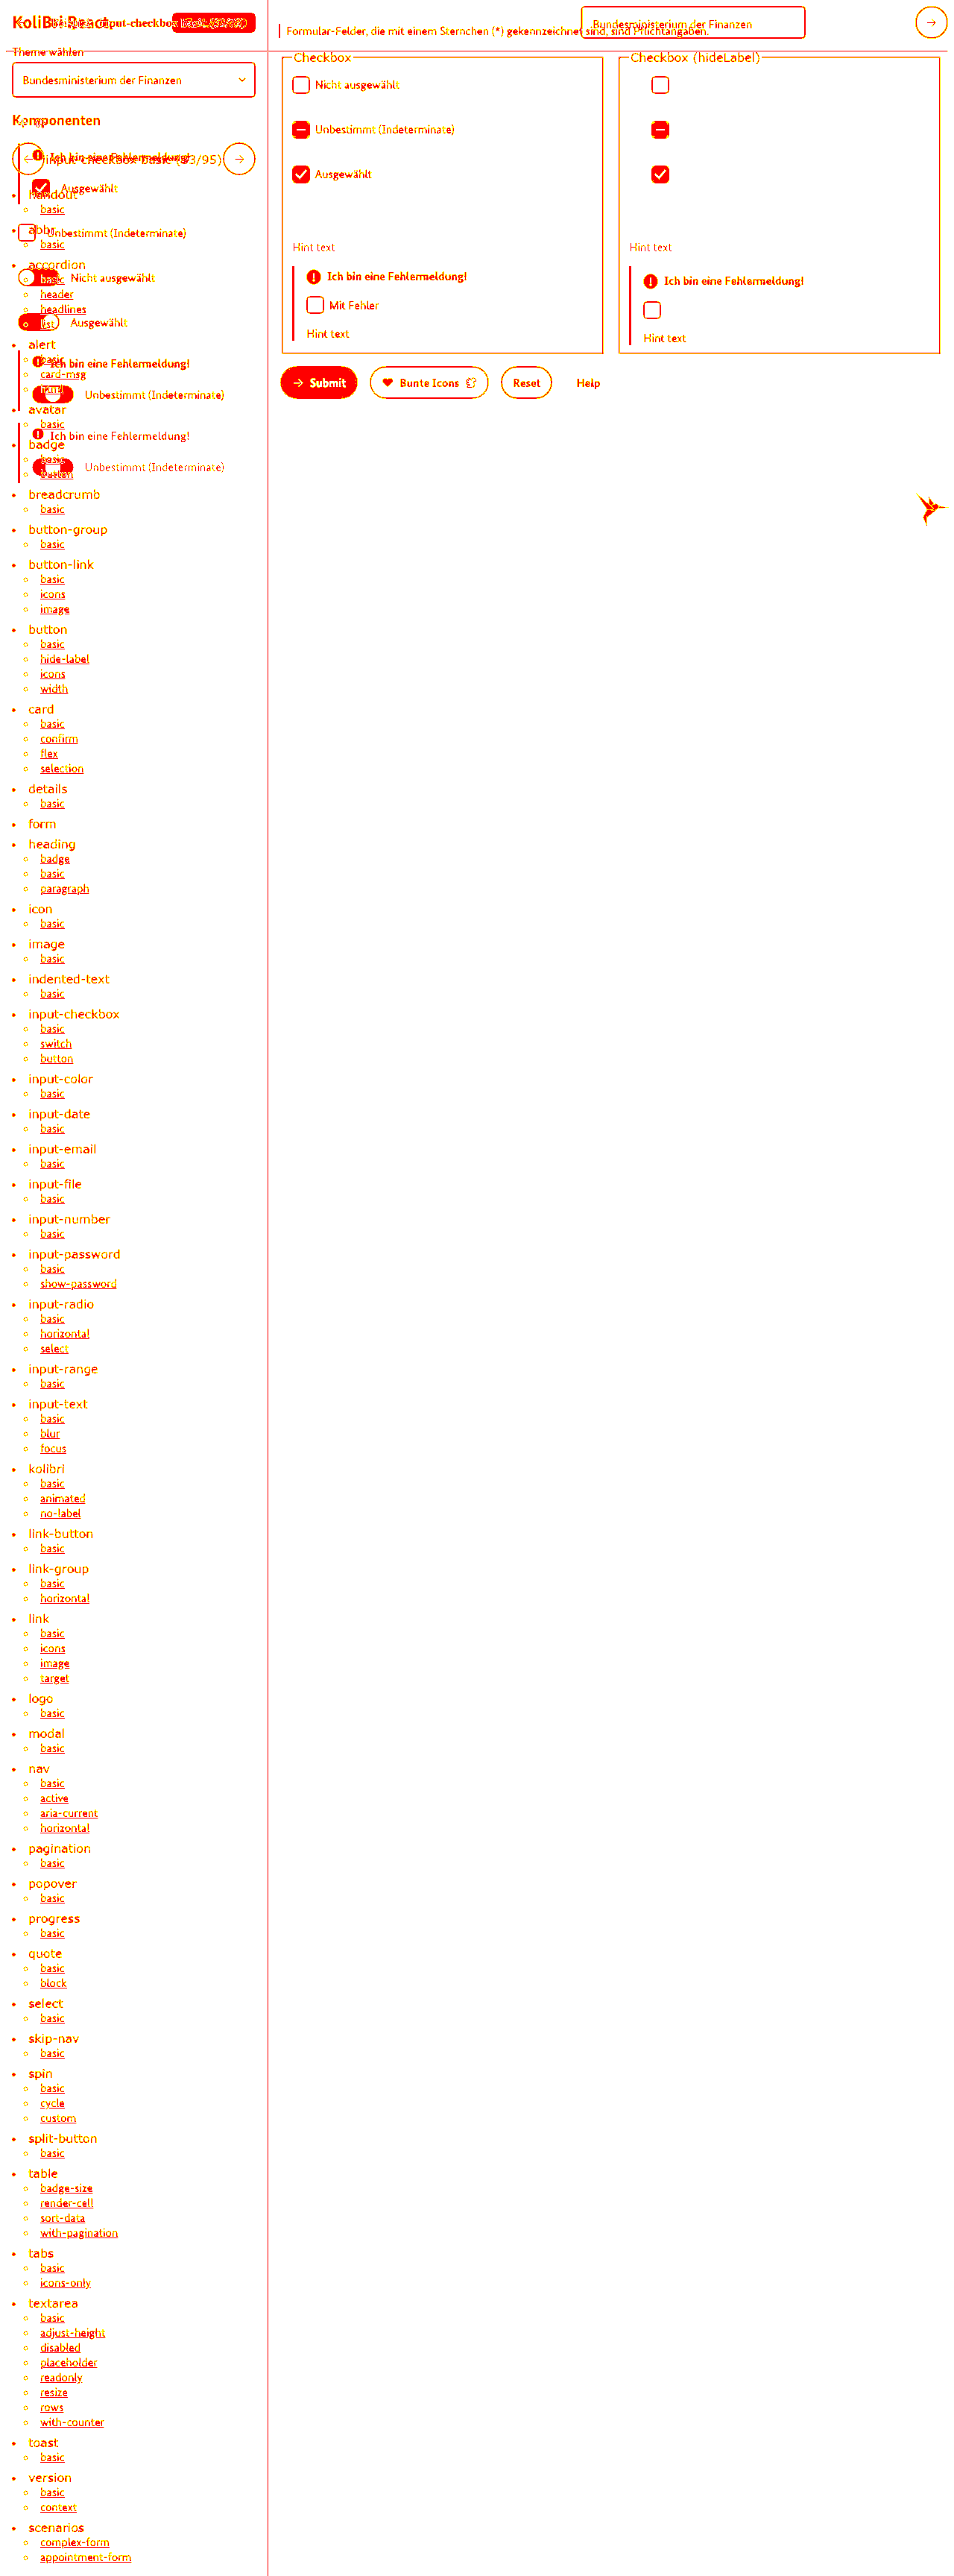 KoliBri React
Bundesministerium der Finanzen
Formular-Felder, die mit einem Sternchen (*) gekennzeichnet sind, sind Pflichtangaben.
Theme wählen
Bundesministerium der Finanzen
Komponenten
input-checkbox basic (33/95)
Checkbox
Nicht ausgewählt
Unbestimmt (Indeterminate)
Ausgewählt
Hint text
Ich bin eine Fehlermeldung!
Mit Fehler
Hint text
Checkbox (hideLabel)
Hint text
Ich bin eine Fehlermeldung!
Hint text
Submit
Bunte Icons
Reset
Help
Ich bin eine Fehlermeldung!
Ausgewählt
handout
basic
Unbestimmt (Indeterminate)
abbr
basic
accordion
Nicht ausgewählt
basic
header
headlines
Ausgewählt
list
alert
Ich bin eine Fehlermeldung!
basic
card-msg
Unbestimmt (Indeterminate)
html
avatar
basic
Ich bin eine Fehlermeldung!
badge
basic
Unbestimmt (Indeterminate)
button
breadcrumb
basic
button-group
basic
button-link
basic
icons
image
button
basic
hide-label
icons
width
card
basic
confirm
flex
selection
details
basic
form
heading
badge
basic
paragraph
icon
basic
image
basic
indented-text
basic
input-checkbox
basic
switch
button
input-color
basic
input-date
basic
input-email
basic
input-file
basic
input-number
basic
input-password
basic
show-password
input-radio
basic
horizontal
select
input-range
basic
input-text
basic
blur
focus
kolibri
basic
animated
no-label
link-button
basic
link-group
basic
horizontal
link
basic
icons
image
target
logo
basic
modal
basic
nav
basic
active
aria-current
horizontal
pagination
basic
popover
basic
progress
basic
quote
basic
block
select
basic
skip-nav
basic
spin
basic
cycle
custom
split-button
basic
table
badge-size
render-cell
sort-data
with-pagination
tabs
basic
icons-only
textarea
basic
adjust-height
disabled
placeholder
readonly
resize
rows
with-counter
toast
basic
version
basic
context
scenarios
complex-form
appointment-form